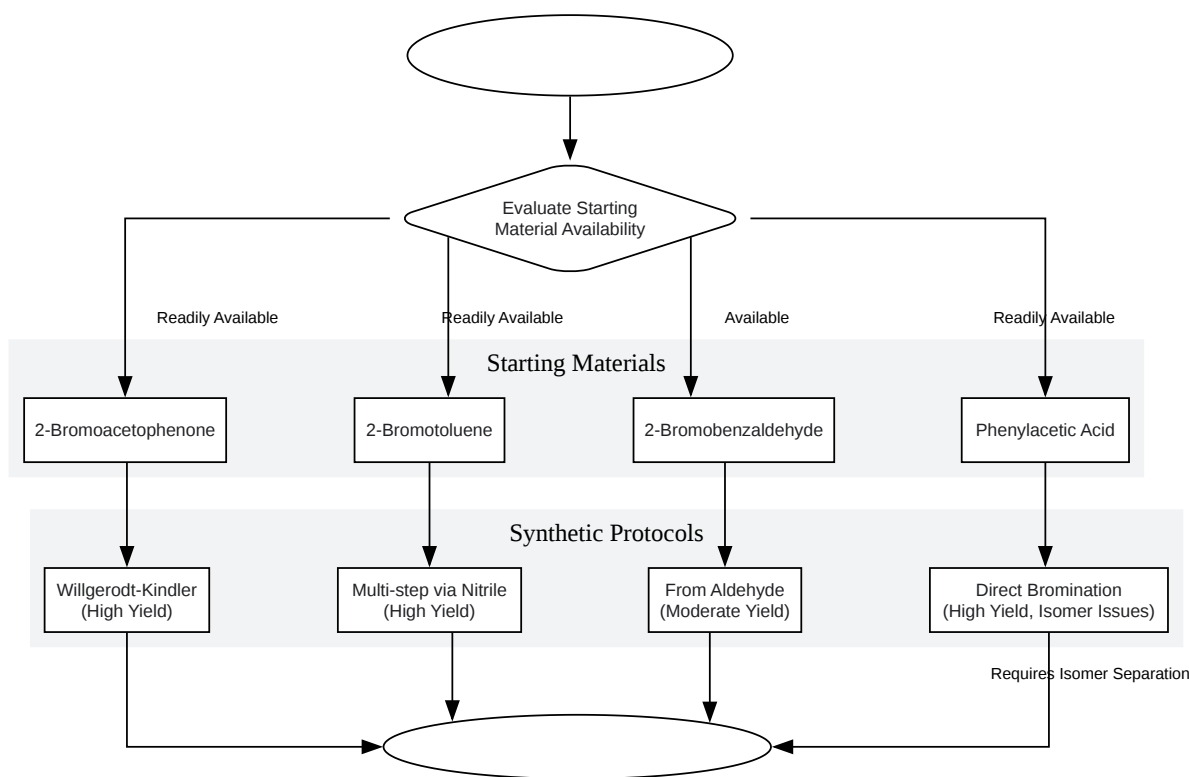 Evaluate Starting
Material Availability
Readily Available
Readily Available
Available
Readily Available
Starting Materials
2-Bromoacetophenone
2-Bromotoluene
2-Bromobenzaldehyde
Phenylacetic Acid
Synthetic Protocols
Willgerodt-Kindler
(High Yield)
Multi-step via Nitrile
(High Yield)
From Aldehyde
(Moderate Yield)
Direct Bromination
(High Yield, Isomer Issues)
Requires Isomer Separation